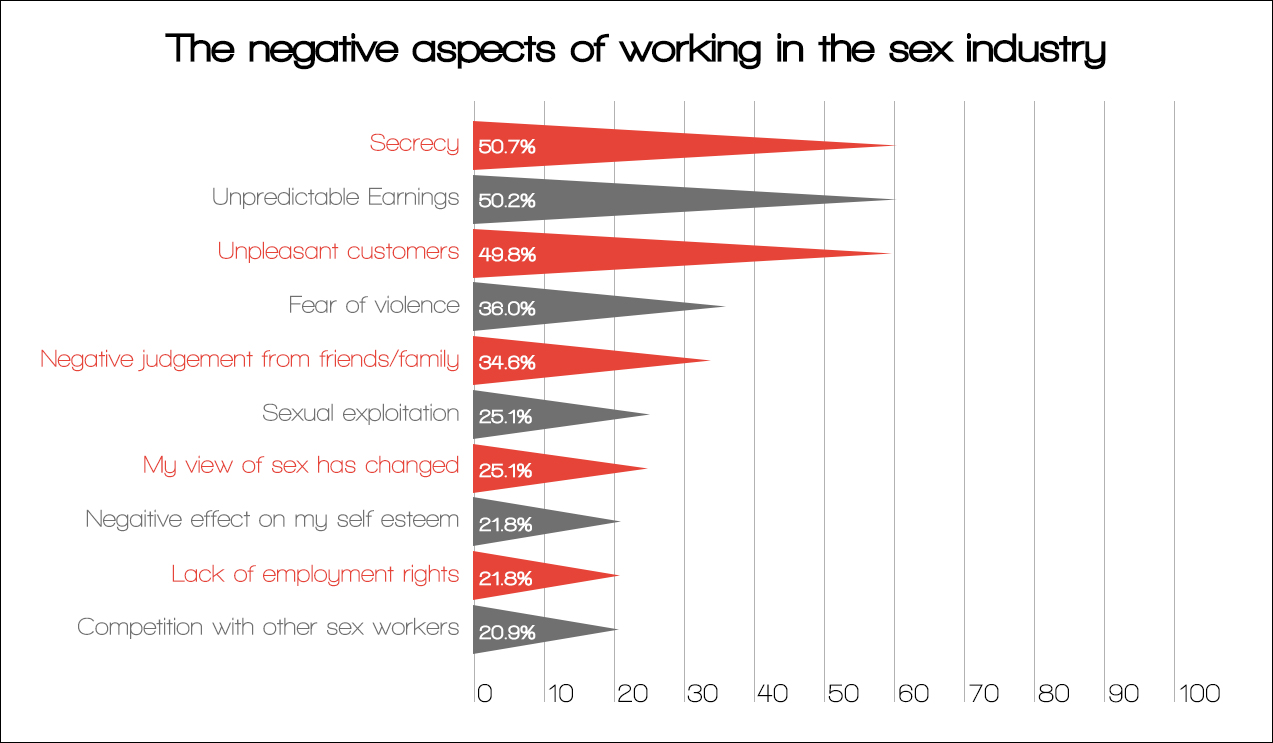 The negative aspects of working in the sex industry
Secrecy 50.7%
Unpredictable Earnings 50.2%
Unpleasant customers 49.8%
Fear of violence 36.0%
Negative judgement from friends/family 34.6%
Sexual exploitation 25.1%
My view of sex has changed 25.1%
Negaitive effect on my self esteem 21.8%
Lack of employment rights 21.8%
Competition with other sex workers 20.9%
0 10 20 30 40 50 60 70 80 90 100